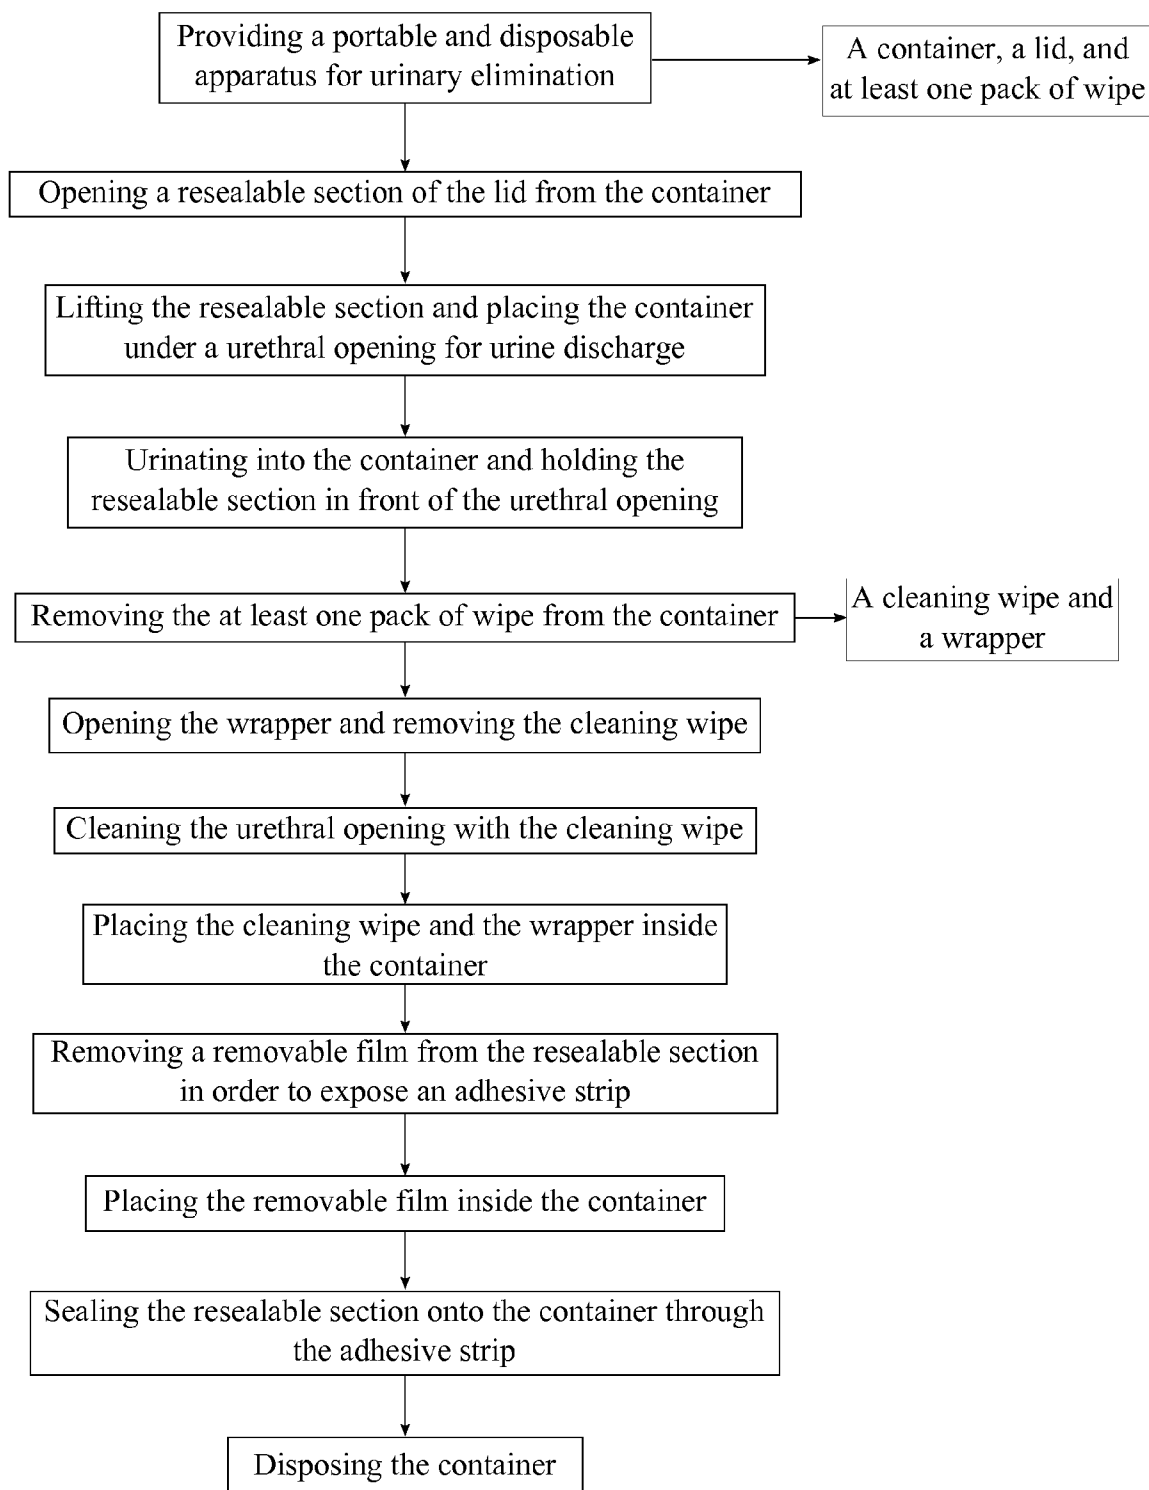 Providing a portable and disposable
apparatus for urinary elimination
A container, a lid, and
at least one pack of wipe
Opening a resealable section of the lid from the container
Lifting the resealable section and placing the container
under a urethral opening for urine discharge
Urinating into the container and holding the
resealable section in front of the urethral opening
Removing the at least one pack of wipe from the container
A cleaning wipe and
a wrapper
Opening the wrapper and removing the cleaning wipe
Cleaning the urethral opening with the cleaning wipe
Placing the cleaning wipe and the wrapper inside
the container
Removing a removable film from the resealable section
in order to expose an adhesive strip
Placing the removable film inside the container
Sealing the resealable section onto the container through
the adhesive strip
Disposing the container